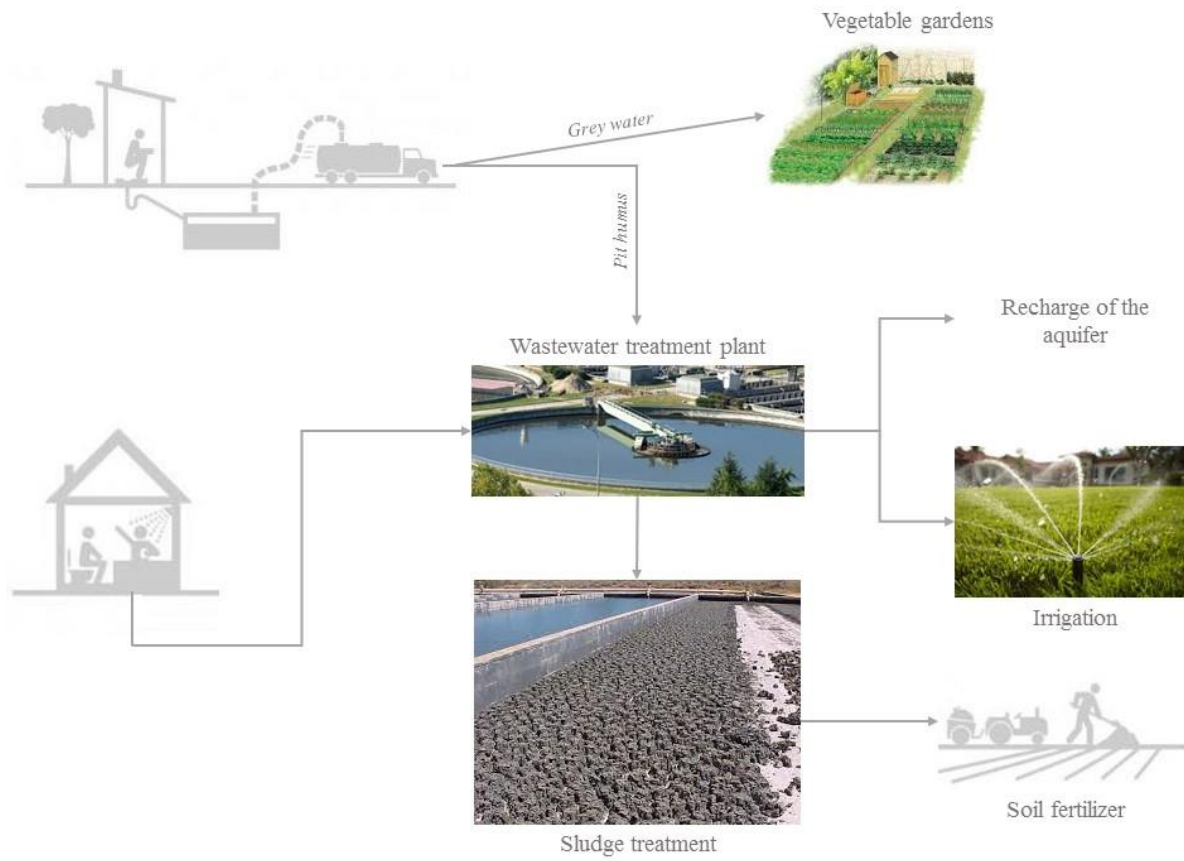 Vegetable gardens
Grey water
Pit humus
Recharge of the
aquifer
Wastewater treatment plant
Irrigation
Soil fertilizer
Sludge treatment